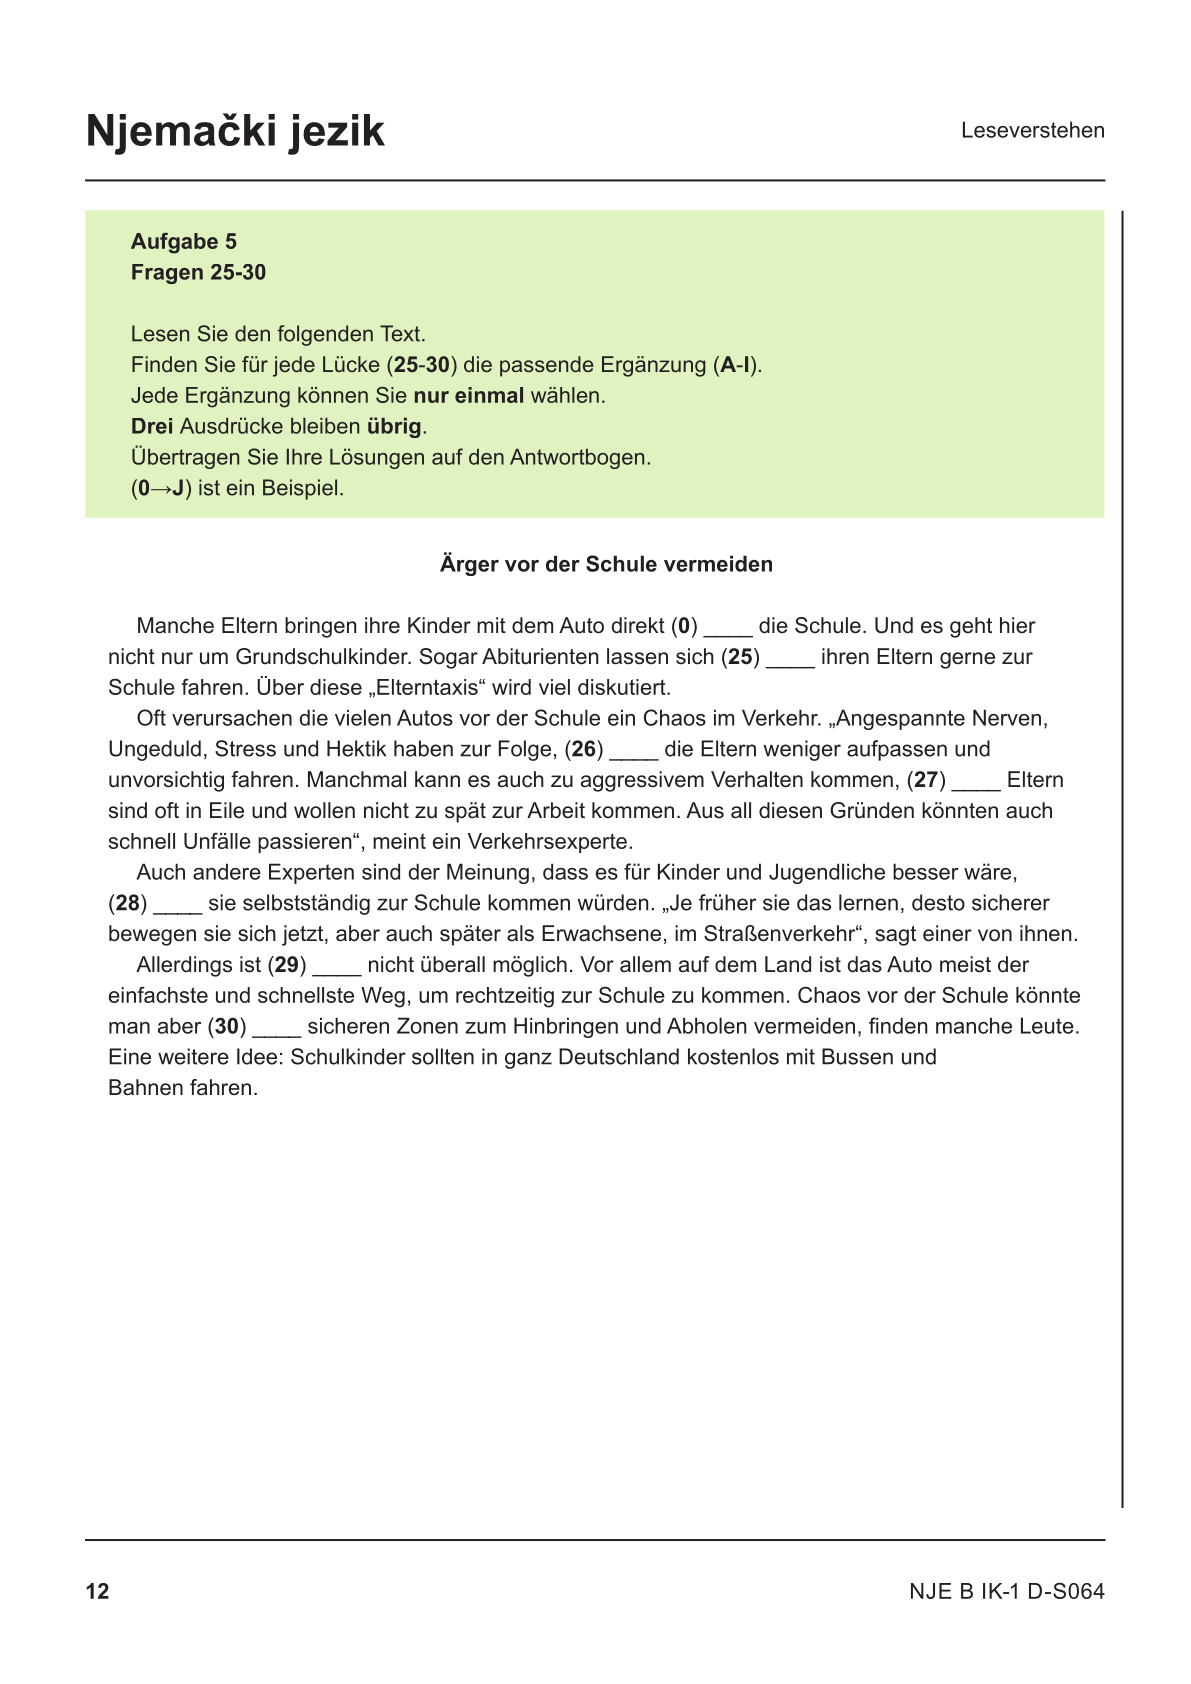 Njemački jezik
Leseverstehen
Aufgabe 5
Fragen 25-30
Lesen Sie den folgenden Text.
Finden Sie für jede Lücke (25-30) die passende Ergänzung (A-I).
Jede Ergänzung können Sie nur einmal wählen.
Drei Ausdrücke bleiben übrig.
Übertragen Sie Ihre Lösungen auf den Antwortbogen.
(0→J) ist ein Beispiel.
Ärger vor der Schule vermeiden
Manche Eltern bringen ihre Kinder mit dem Auto direkt (0) ____ die Schule. Und es geht hier
nicht nur um Grundschulkinder. Sogar Abiturienten lassen sich (25) ____ ihren Eltern gerne zur
Schule fahren. Über diese „Elterntaxis“ wird viel diskutiert.
Oft verursachen die vielen Autos vor der Schule ein Chaos im Verkehr. „Angespannte Nerven,
Ungeduld, Stress und Hektik haben zur Folge, (26) ____ die Eltern weniger aufpassen und
unvorsichtig fahren. Manchmal kann es auch zu aggressivem Verhalten kommen, (27) ____ Eltern
sind oft in Eile und wollen nicht zu spät zur Arbeit kommen. Aus all diesen Gründen könnten auch
schnell Unfälle passieren“, meint ein Verkehrsexperte.
Auch andere Experten sind der Meinung, dass es für Kinder und Jugendliche besser wäre,
(28) ____ sie selbstständig zur Schule kommen würden. „Je früher sie das lernen, desto sicherer
bewegen sie sich jetzt, aber auch später als Erwachsene, im Straßenverkehr“, sagt einer von ihnen.
Allerdings ist (29) ____ nicht überall möglich. Vor allem auf dem Land ist das Auto meist der
einfachste und schnellste Weg, um rechtzeitig zur Schule zu kommen. Chaos vor der Schule könnte
man aber (30) ____ sicheren Zonen zum Hinbringen und Abholen vermeiden, finden manche Leute.
Eine weitere Idee: Schulkinder sollten in ganz Deutschland kostenlos mit Bussen und
Bahnen fahren.
12
NJE B IK-1 D-S064